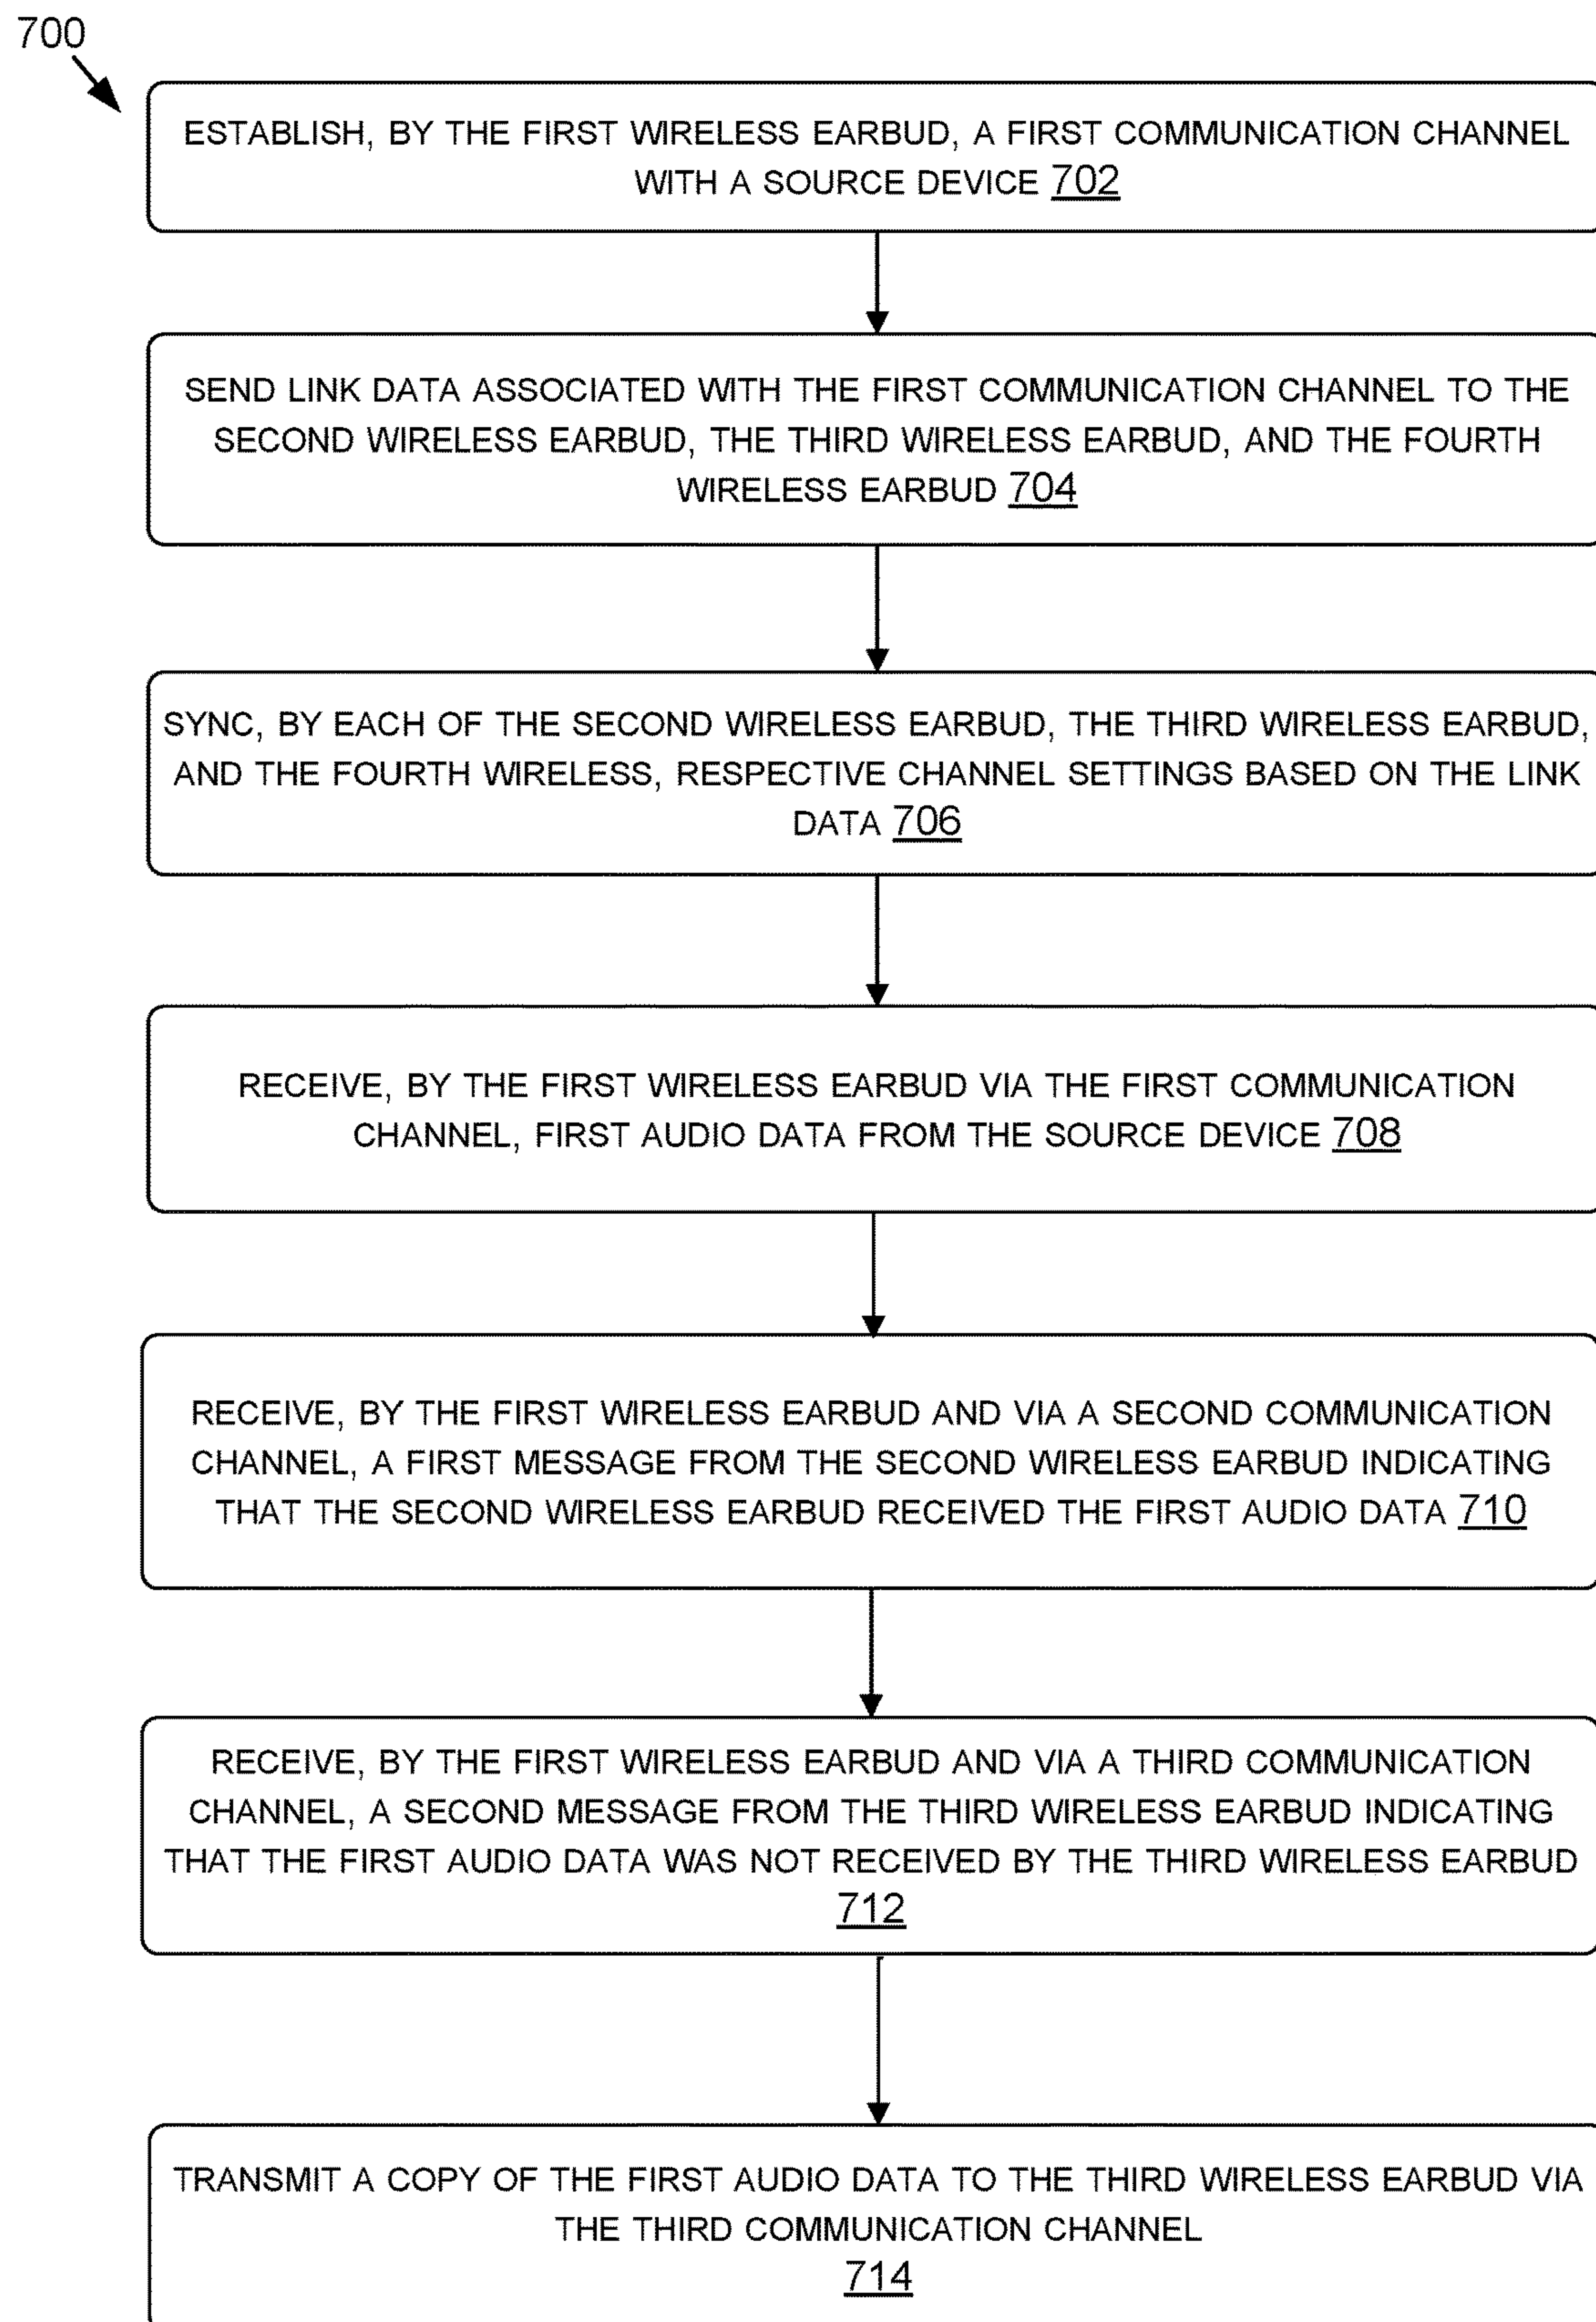 700
ESTABLISH, BY THE FIRST WIRELESS EARBUD, A FIRST COMMUNICATION CHANNEL
WITH A SOURCE DEVICE 702
SEND LINK DATA ASSOCIATED WITH THE FIRST COMMUNICATION CHANNEL TO THE
SECOND WIRELESS EARBUD, THE THIRD WIRELESS EARBUD, AND THE FOURTH
WIRELESS EARBUD 704
SYNC, BY EACH OF THE SECOND WIRELESS EARBUD, THE THIRD WIRELESS EARBUD,
AND THE FOURTH WIRELESS, RESPECTIVE CHANNEL SETTINGS BASED ON THE LINK
DATA 706
RECEIVE, BY THE FIRST WIRELESS EARBUD VIA THE FIRST COMMUNICATION
CHANNEL, FIRST AUDIO DATA FROM THE SOURCE DEVICE 708
RECEIVE, BY THE FIRST WIRELESS EARBUD AND VIA A SECOND COMMUNICATION
CHANNEL, A FIRST MESSAGE FROM THE SECOND WIRELESS EARBUD INDICATING
THAT THE SECOND WIRELESS EARBUD RECEIVED THE FIRST AUDIO DATA 710
RECEIVE, BY THE FIRST WIRELESS EARBUD AND VIA A THIRD COMMUNICATION
CHANNEL, A SECOND MESSAGE FROM THE THIRD WIRELESS EARBUD INDICATING
THAT THE FIRST AUDIO DATA WAS NOT RECEIVED BY THE THIRD WIRELESS EARBUD
712
TRANSMIT A COPY OF THE FIRST AUDIO DATA TO THE THIRD WIRELESS EARBUD VIA
THE THIRD COMMUNICATION CHANNEL
714